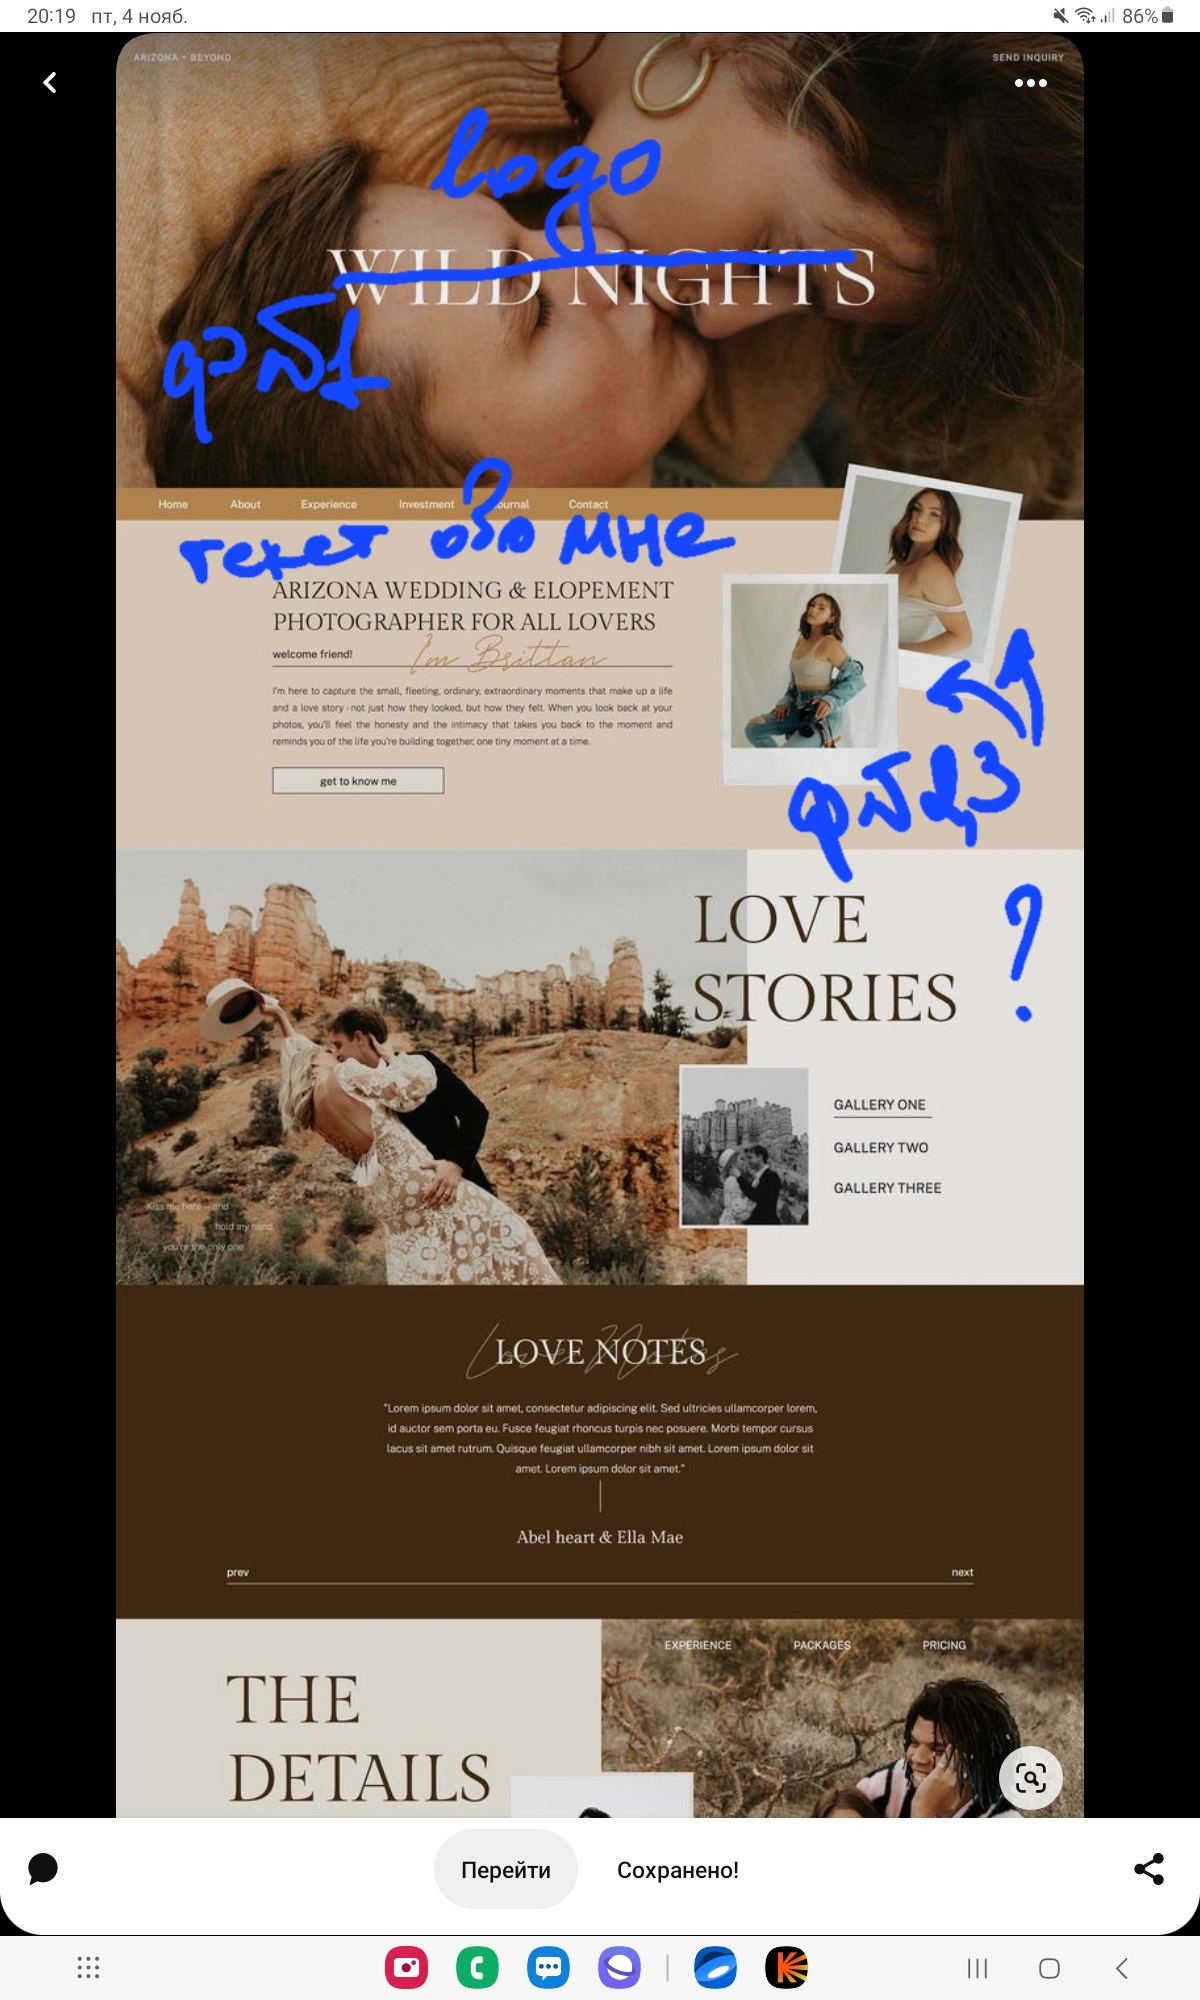 20:19 пт, 4 нояб.
86%
ARIZONA + BEYOND
SEND INQUIRY
logo
WILD NIGHTS
фон 1
Home About Experience Investment Journal Contact
текст обо мне
ARIZONA WEDDING & ELOPEMENT
PHOTOGRAPHER FOR ALL LOVERS
welcome friend! I'm Brittan
I'm here to capture the small, fleeting, ordinary, extraordinary moments that make up a life
and a love story - not just how they looked, but how they felt. When you look back at your
photos, you'll feel the honesty and the intimacy that takes you back to the moment and
reminds you of the life you're building together, one tiny moment at a time.
get to know me
LOVE
STORIES
?
GALLERY ONE
GALLERY TWO
GALLERY THREE
Kiss me here – and
hold my hand
you're the only one
Love Notes
LOVE NOTES
"Lorem ipsum dolor sit amet, consectetur adipiscing elit. Sed ultricies ullamcorper lorem,
id auctor sem porta eu. Fusce feugiat rhoncus turpis nec posuere. Morbi tempor cursus
lacus sit amet rutrum. Quisque feugiat ullamcorper nibh sit amet. Lorem ipsum dolor sit
amet. Lorem ipsum dolor sit amet."
Abel heart & Ella Mae
prev next
EXPERIENCE PACKAGES PRICING
THE
DETAILS
Перейти Сохранено!